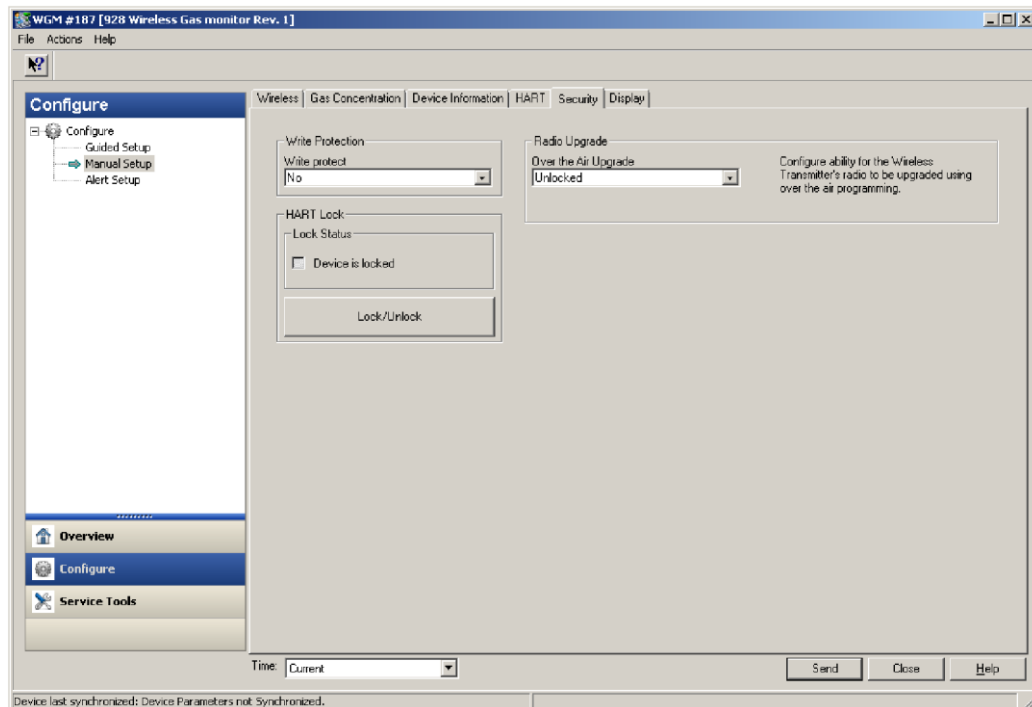 WGM #187 [928 Wireless Gas monitor Rev. 1]
File Actions Help
Configure
Configure
Guided Setup
Manual Setup
Alert Setup
Overview
Configure
Service Tools
Wireless Gas Concentration Device Information HART Security Display
Write Protection
Write protect
No
HART Lock
Lock Status
Device is locked
Lock/Unlock
Radio Upgrade
Over the Air Upgrade
Unlocked
Configure ability for the Wireless
Transmitter's radio to be upgraded using
over the air programming.
Time: Current
Send Close Help
Device last synchronized: Device Parameters not Synchronized.